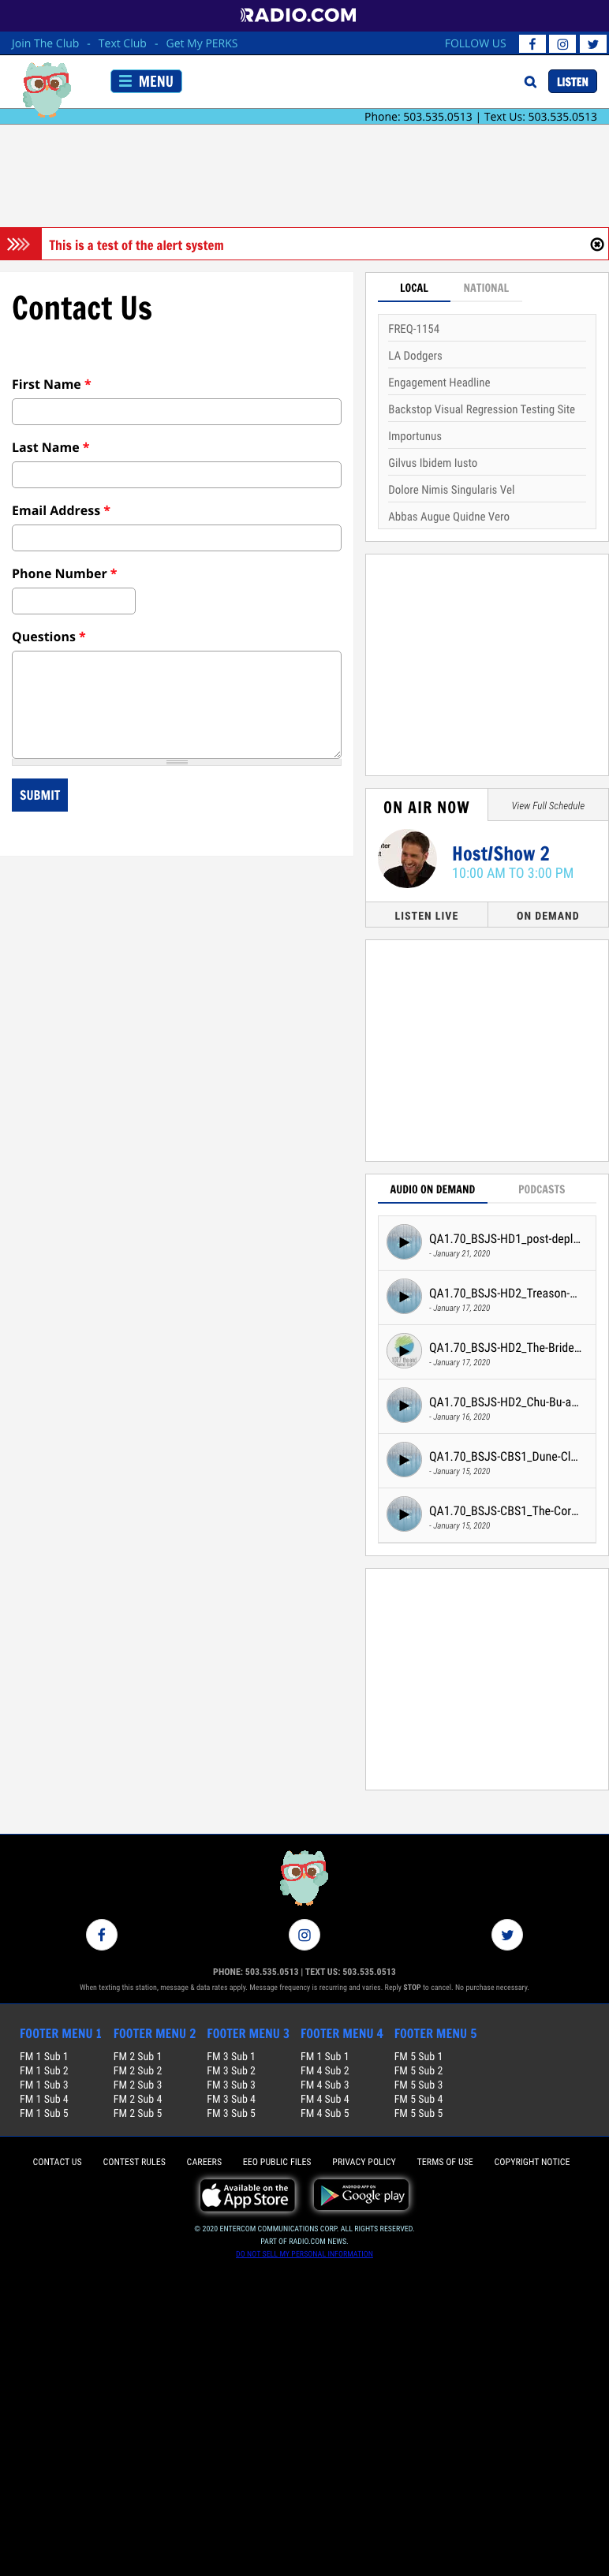 RADIO.COM
Join The Club - Text Club - Get My PERKS
FOLLOW US
MENU
LISTEN
Phone: 503.535.0513 | Text Us: 503.535.0513
This is a test of the alert system
Contact Us
First Name *
Last Name *
Email Address *
Phone Number *
Questions *
SUBMIT
LOCAL
NATIONAL
FREQ-1154
LA Dodgers
Engagement Headline
Backstop Visual Regression Testing Site
Importunus
Gilvus Ibidem Iusto
Dolore Nimis Singularis Vel
Abbas Augue Quidne Vero
ON AIR NOW
View Full Schedule
Host/Show 2
10:00 AM TO 3:00 PM
LISTEN LIVE
ON DEMAND
AUDIO ON DEMAND
PODCASTS
QA1.70_BSJS-HD1_post-depl...
- January 21, 2020
QA1.70_BSJS-HD2_Treason-...
- January 17, 2020
QA1.70_BSJS-HD2_The-Bride...
- January 17, 2020
QA1.70_BSJS-HD2_Chu-Bu-a...
- January 16, 2020
QA1.70_BSJS-CBS1_Dune-Cl...
- January 15, 2020
QA1.70_BSJS-CBS1_The-Cor...
- January 15, 2020
PHONE: 503.535.0513 | TEXT US: 503.535.0513
When texting this station, message & data rates apply. Message frequency is recurring and varies. Reply STOP to cancel. No purchase necessary.
FOOTER MENU 1 FOOTER MENU 2 FOOTER MENU 3 FOOTER MENU 4 FOOTER MENU 5
FM 1 Sub 1 FM 2 Sub 1 FM 3 Sub 1 FM 1 Sub 1 FM 5 Sub 1
FM 1 Sub 2 FM 2 Sub 2 FM 3 Sub 2 FM 4 Sub 2 FM 5 Sub 2
FM 1 Sub 3 FM 2 Sub 3 FM 3 Sub 3 FM 4 Sub 3 FM 5 Sub 3
FM 1 Sub 4 FM 2 Sub 4 FM 3 Sub 4 FM 4 Sub 4 FM 5 Sub 4
FM 1 Sub 5 FM 2 Sub 5 FM 3 Sub 5 FM 4 Sub 5 FM 5 Sub 5
CONTACT US CONTEST RULES CAREERS EEO PUBLIC FILES PRIVACY POLICY TERMS OF USE COPYRIGHT NOTICE
Available on the
App Store
ANDROID APP ON
Google play
© 2020 ENTERCOM COMMUNICATIONS CORP. ALL RIGHTS RESERVED.
PART OF RADIO.COM NEWS.
DO NOT SELL MY PERSONAL INFORMATION